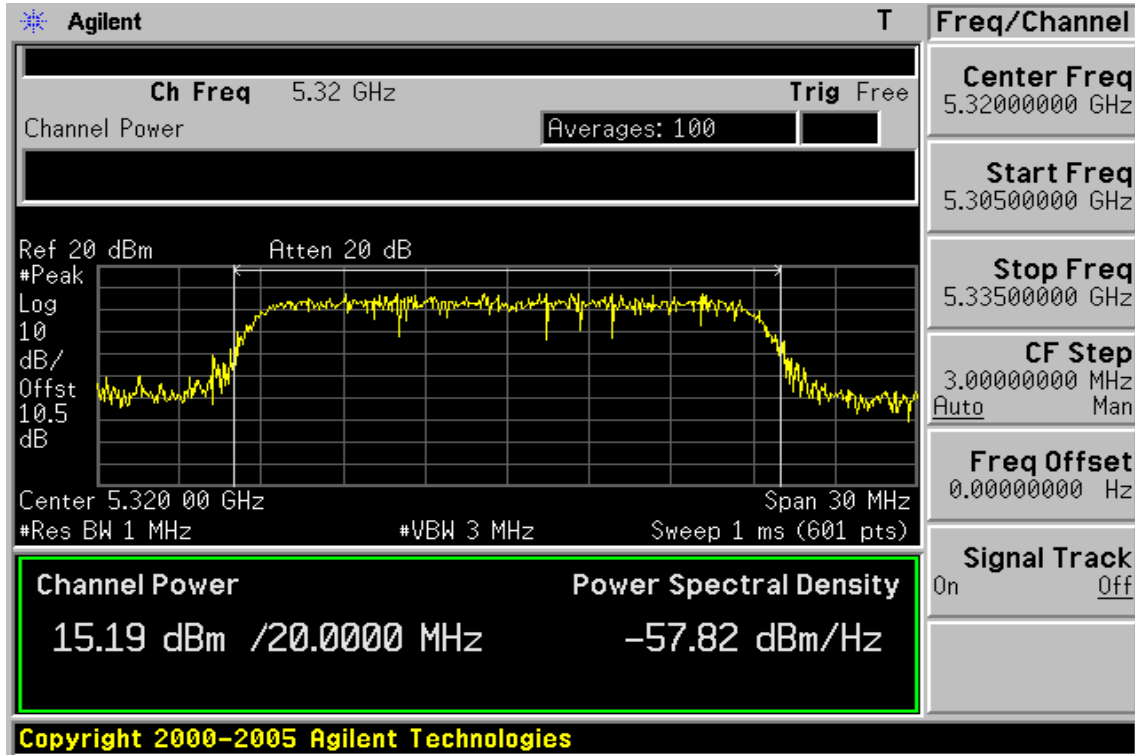 Agilent T
Freq/Channel
Ch Freq 5.32 GHz Trig Free
Channel Power Averages: 100
Ref 20 dBm Atten 20 dB
#Peak
Log
10
dB/
Offst
10.5
dB
Center 5.320 00 GHz Span 30 MHz
#Res BW 1 MHz #VBW 3 MHz Sweep 1 ms (601 pts)
Channel Power Power Spectral Density
15.19 dBm /20.0000 MHz -57.82 dBm/Hz
Center Freq
5.32000000 GHz
Start Freq
5.30500000 GHz
Stop Freq
5.33500000 GHz
CF Step
3.00000000 MHz
Auto Man
Freq Offset
0.00000000 Hz
Signal Track
On Off
Copyright 2000-2005 Agilent Technologies